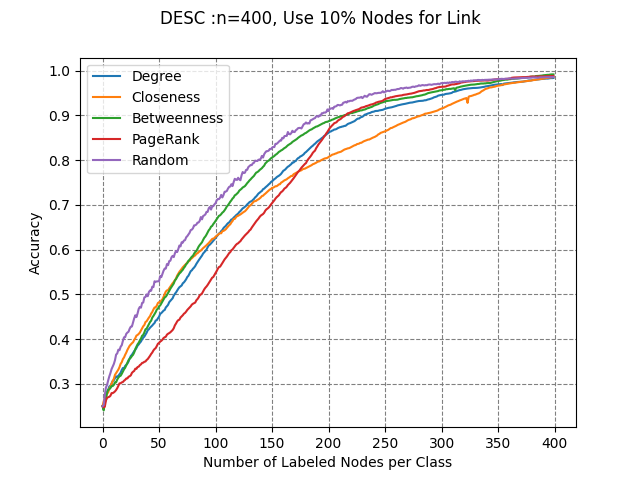 DESC :n=400, Use 10% Nodes for Link
Degree
Closeness
Betweenness
PageRank
Random
1.0
0.9
0.8
0.7
0.6
0.5
0.4
0.3
Accuracy
0 50 100 150 200 250 300 350 400
Number of Labeled Nodes per Class